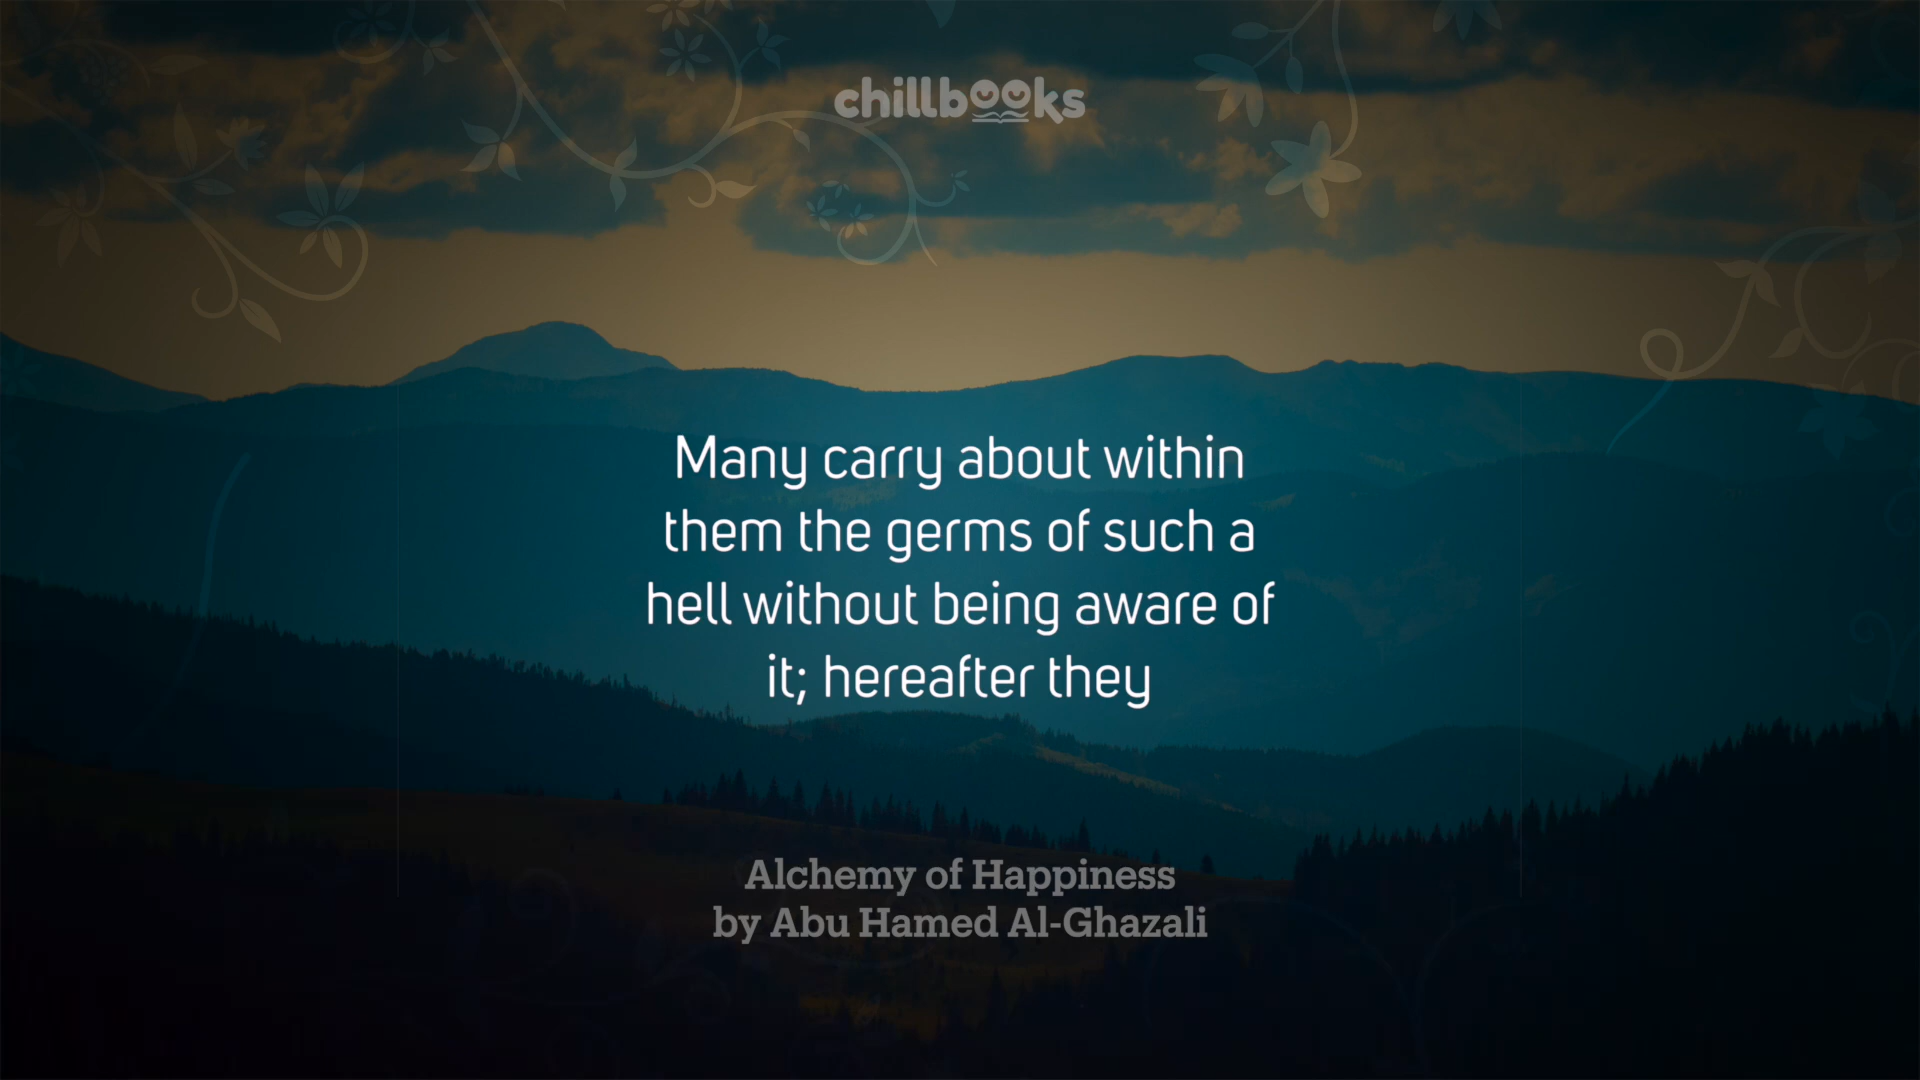 chillbooks
Many carry about within
them the germs of such a
hell without being aware of
it; hereafter they
Alchemy of Happiness
by Abu Hamed Al-Ghazali